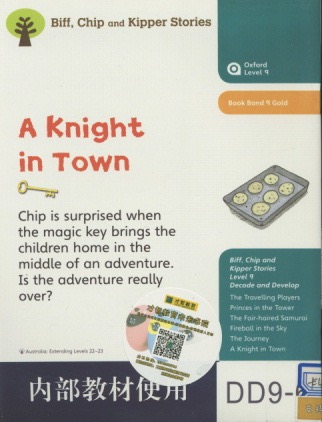 Biff, Chip and Kipper Stories
Oxford
Level 9
Book Band 9 Gold
A Knight
in Town
Chip is surprised when
the magic key brings the
children home in the
middle of an adventure.
Is the adventure really
over?
Biff, Chip and
Kipper Stories
Level 9
Decode and Develop
The Travelling Players
Princes in the Tower
The Fair-haired Samurai
Fireball in the Sky
The Journey
A Knight in Town
Australia: Extending Levels 22-23
内部教材使用
DD9-